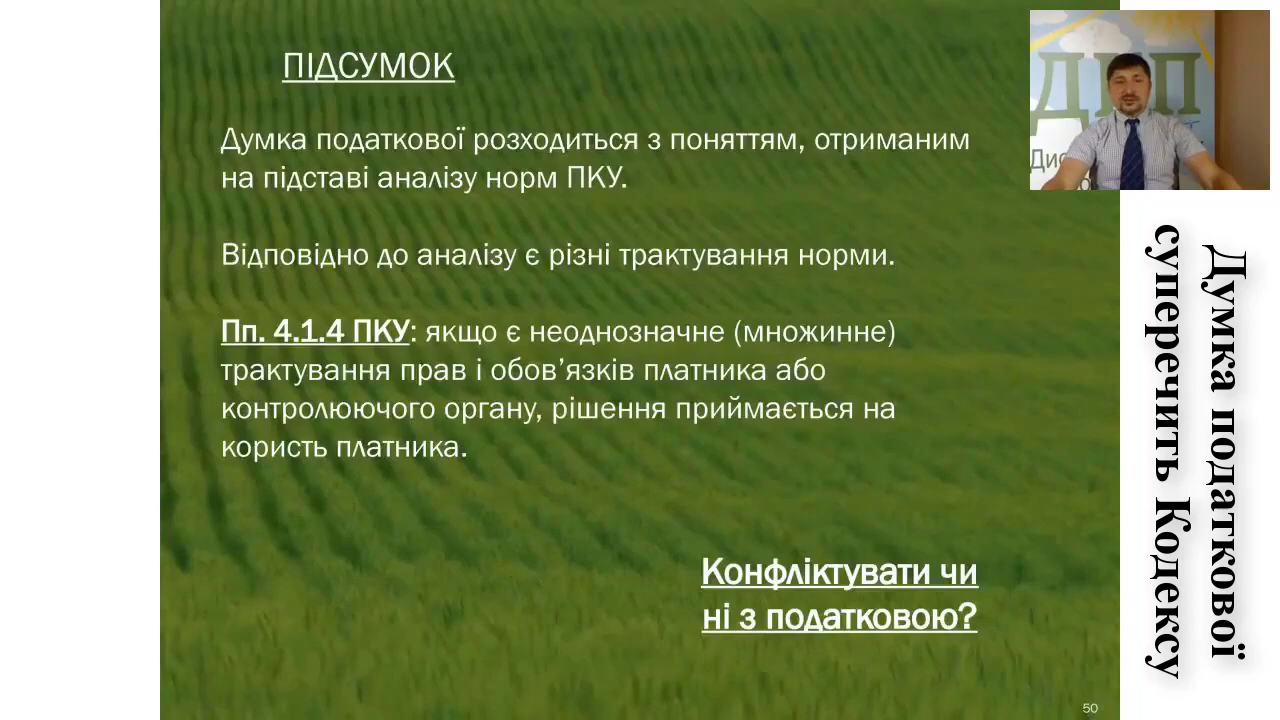 ПІДСУМОК
Думка податкової розходиться з поняттям, отриманим
на підставі аналізу норм ПКУ.
Відповідно до аналізу є різні трактування норми.
Пп. 4.1.4 ПКУ: якщо є неоднозначне (множинне)
трактування прав і обов’язків платника або
контролюючого органу, рішення приймається на
користь платника.
Конфліктувати чи
ні з податковою?
50
Думка податкової
суперечить Кодексу